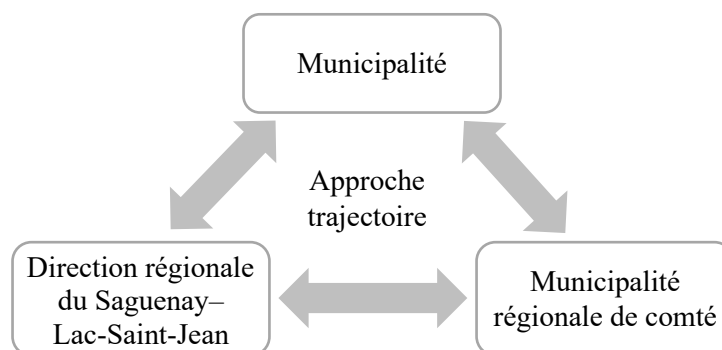 Municipalité
Approche
trajectoire
Direction régionale
du Saguenay–
Lac-Saint-Jean
Municipalité
régionale de comté